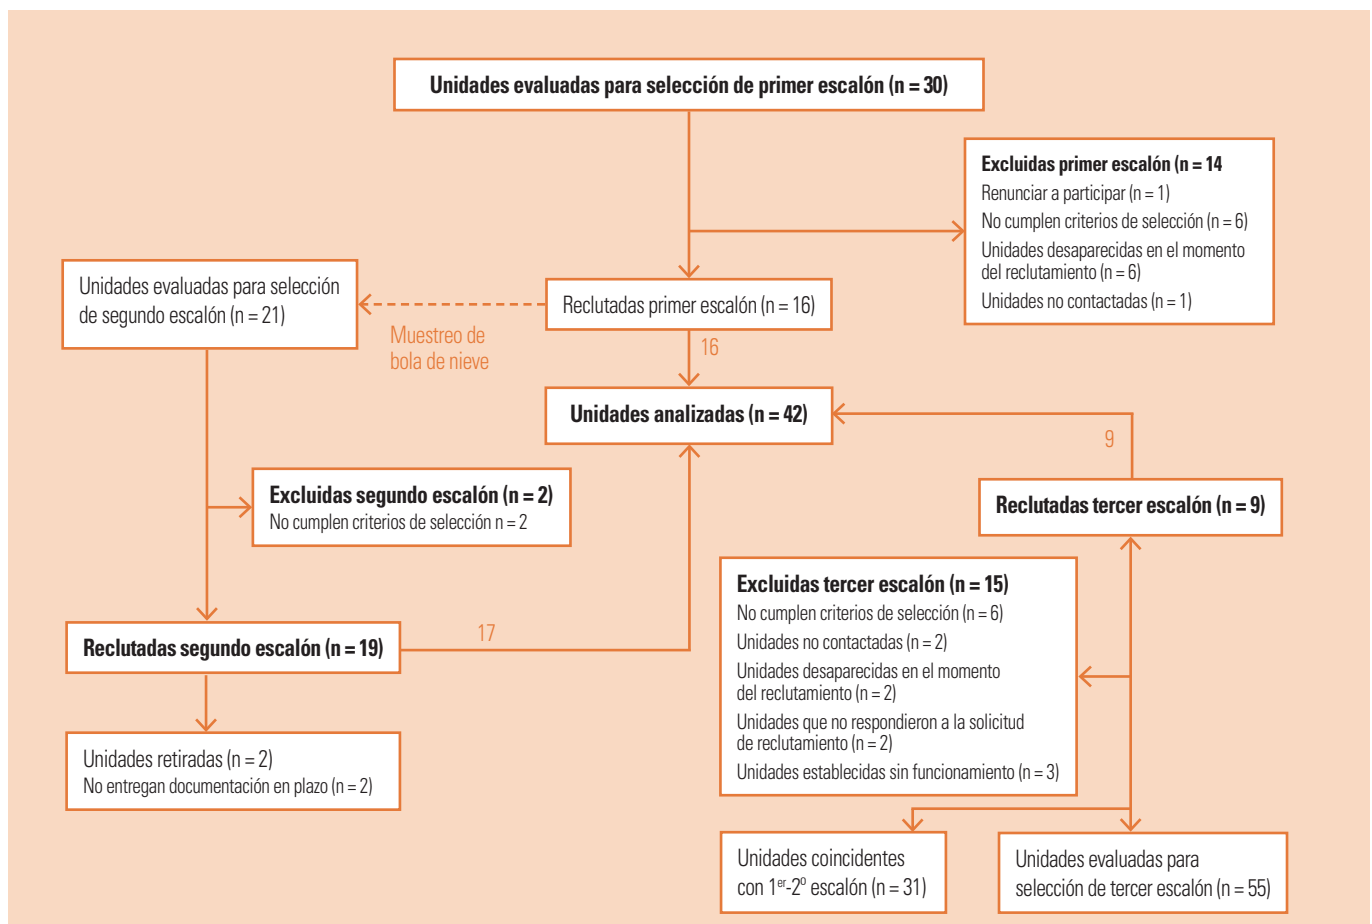 Unidades evaluadas para selección de primer escalón (n = 30)
Excluidas primer escalón (n = 14
Renunciar a participar (n = 1)
No cumplen criterios de selección (n = 6)
Unidades desaparecidas en el momento
del reclutamiento (n = 6)
Unidades no contactadas (n = 1)
Unidades evaluadas para selección
de segundo escalón (n = 21)
Reclutadas primer escalón (n = 16)
Muestreo de
bola de nieve
16
Unidades analizadas (n = 42)
9
Excluidas segundo escalón (n = 2)
No cumplen criterios de selección n = 2
Reclutadas tercer escalón (n = 9)
Excluidas tercer escalón (n = 15)
No cumplen criterios de selección (n = 6)
Unidades no contactadas (n = 2)
Unidades desaparecidas en el momento
del reclutamiento (n = 2)
Unidades que no respondieron a la solicitud
de reclutamiento (n = 2)
Unidades establecidas sin funcionamiento (n = 3)
Reclutadas segundo escalón (n = 19)
17
Unidades retiradas (n = 2)
No entregan documentación en plazo (n = 2)
Unidades coincidentes
con 1er-2º escalón (n = 31)
Unidades evaluadas para
selección de tercer escalón (n = 55)